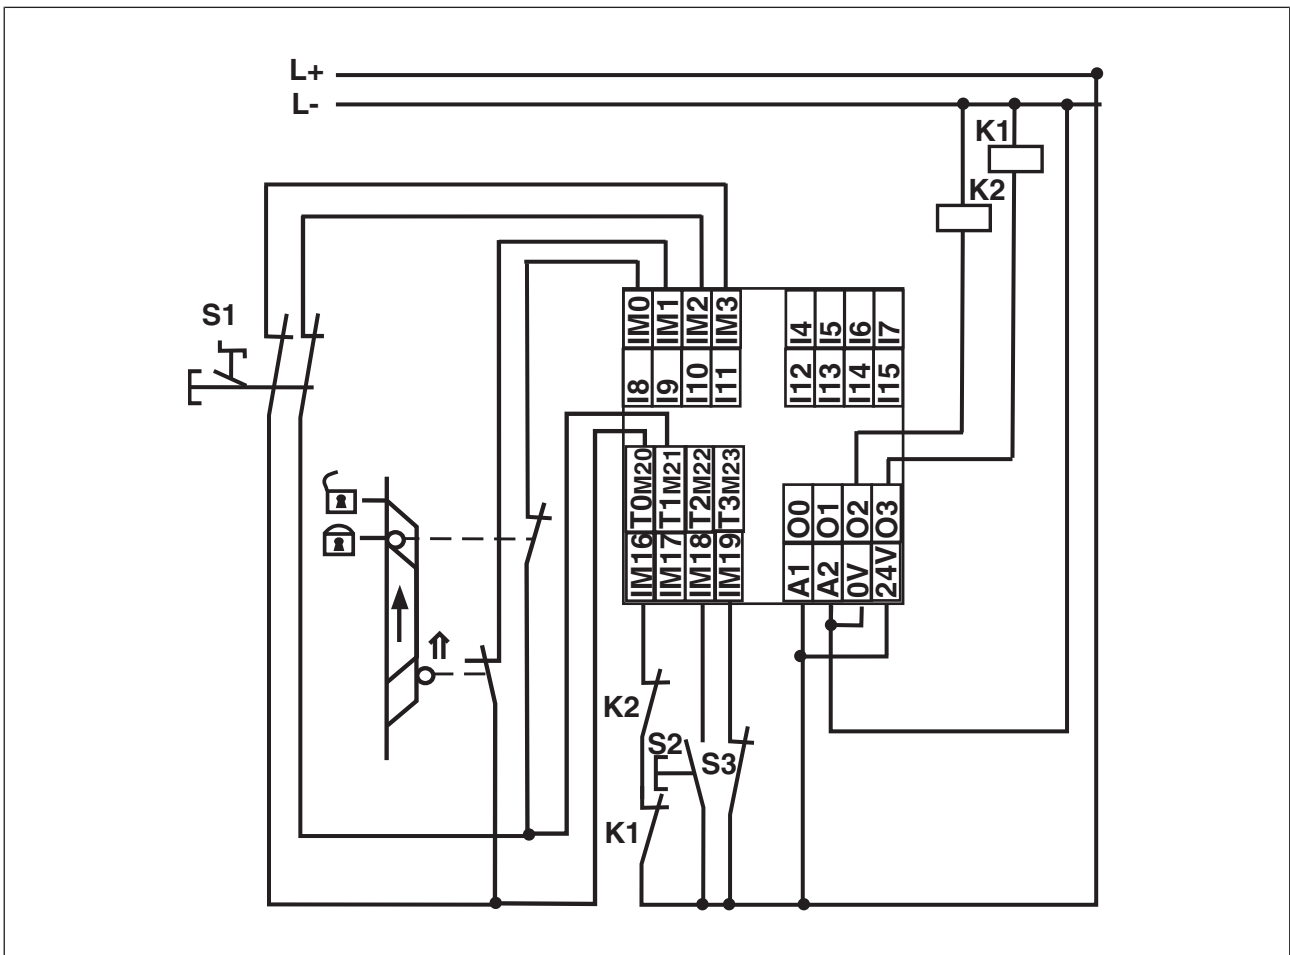 L+
L-
K1
K2
S1
IM0 IM1 IM2 IM3 I4 I5 I6 I7
I8 I9 I10 I11 I12 I13 I14 I15
T0M20 T1M21 T2M22 T3M23 O0 O1 O2 O3
IM16 IM17 IM18 IM19 A1 A2 0V 24V
K2
S2
S3
K1